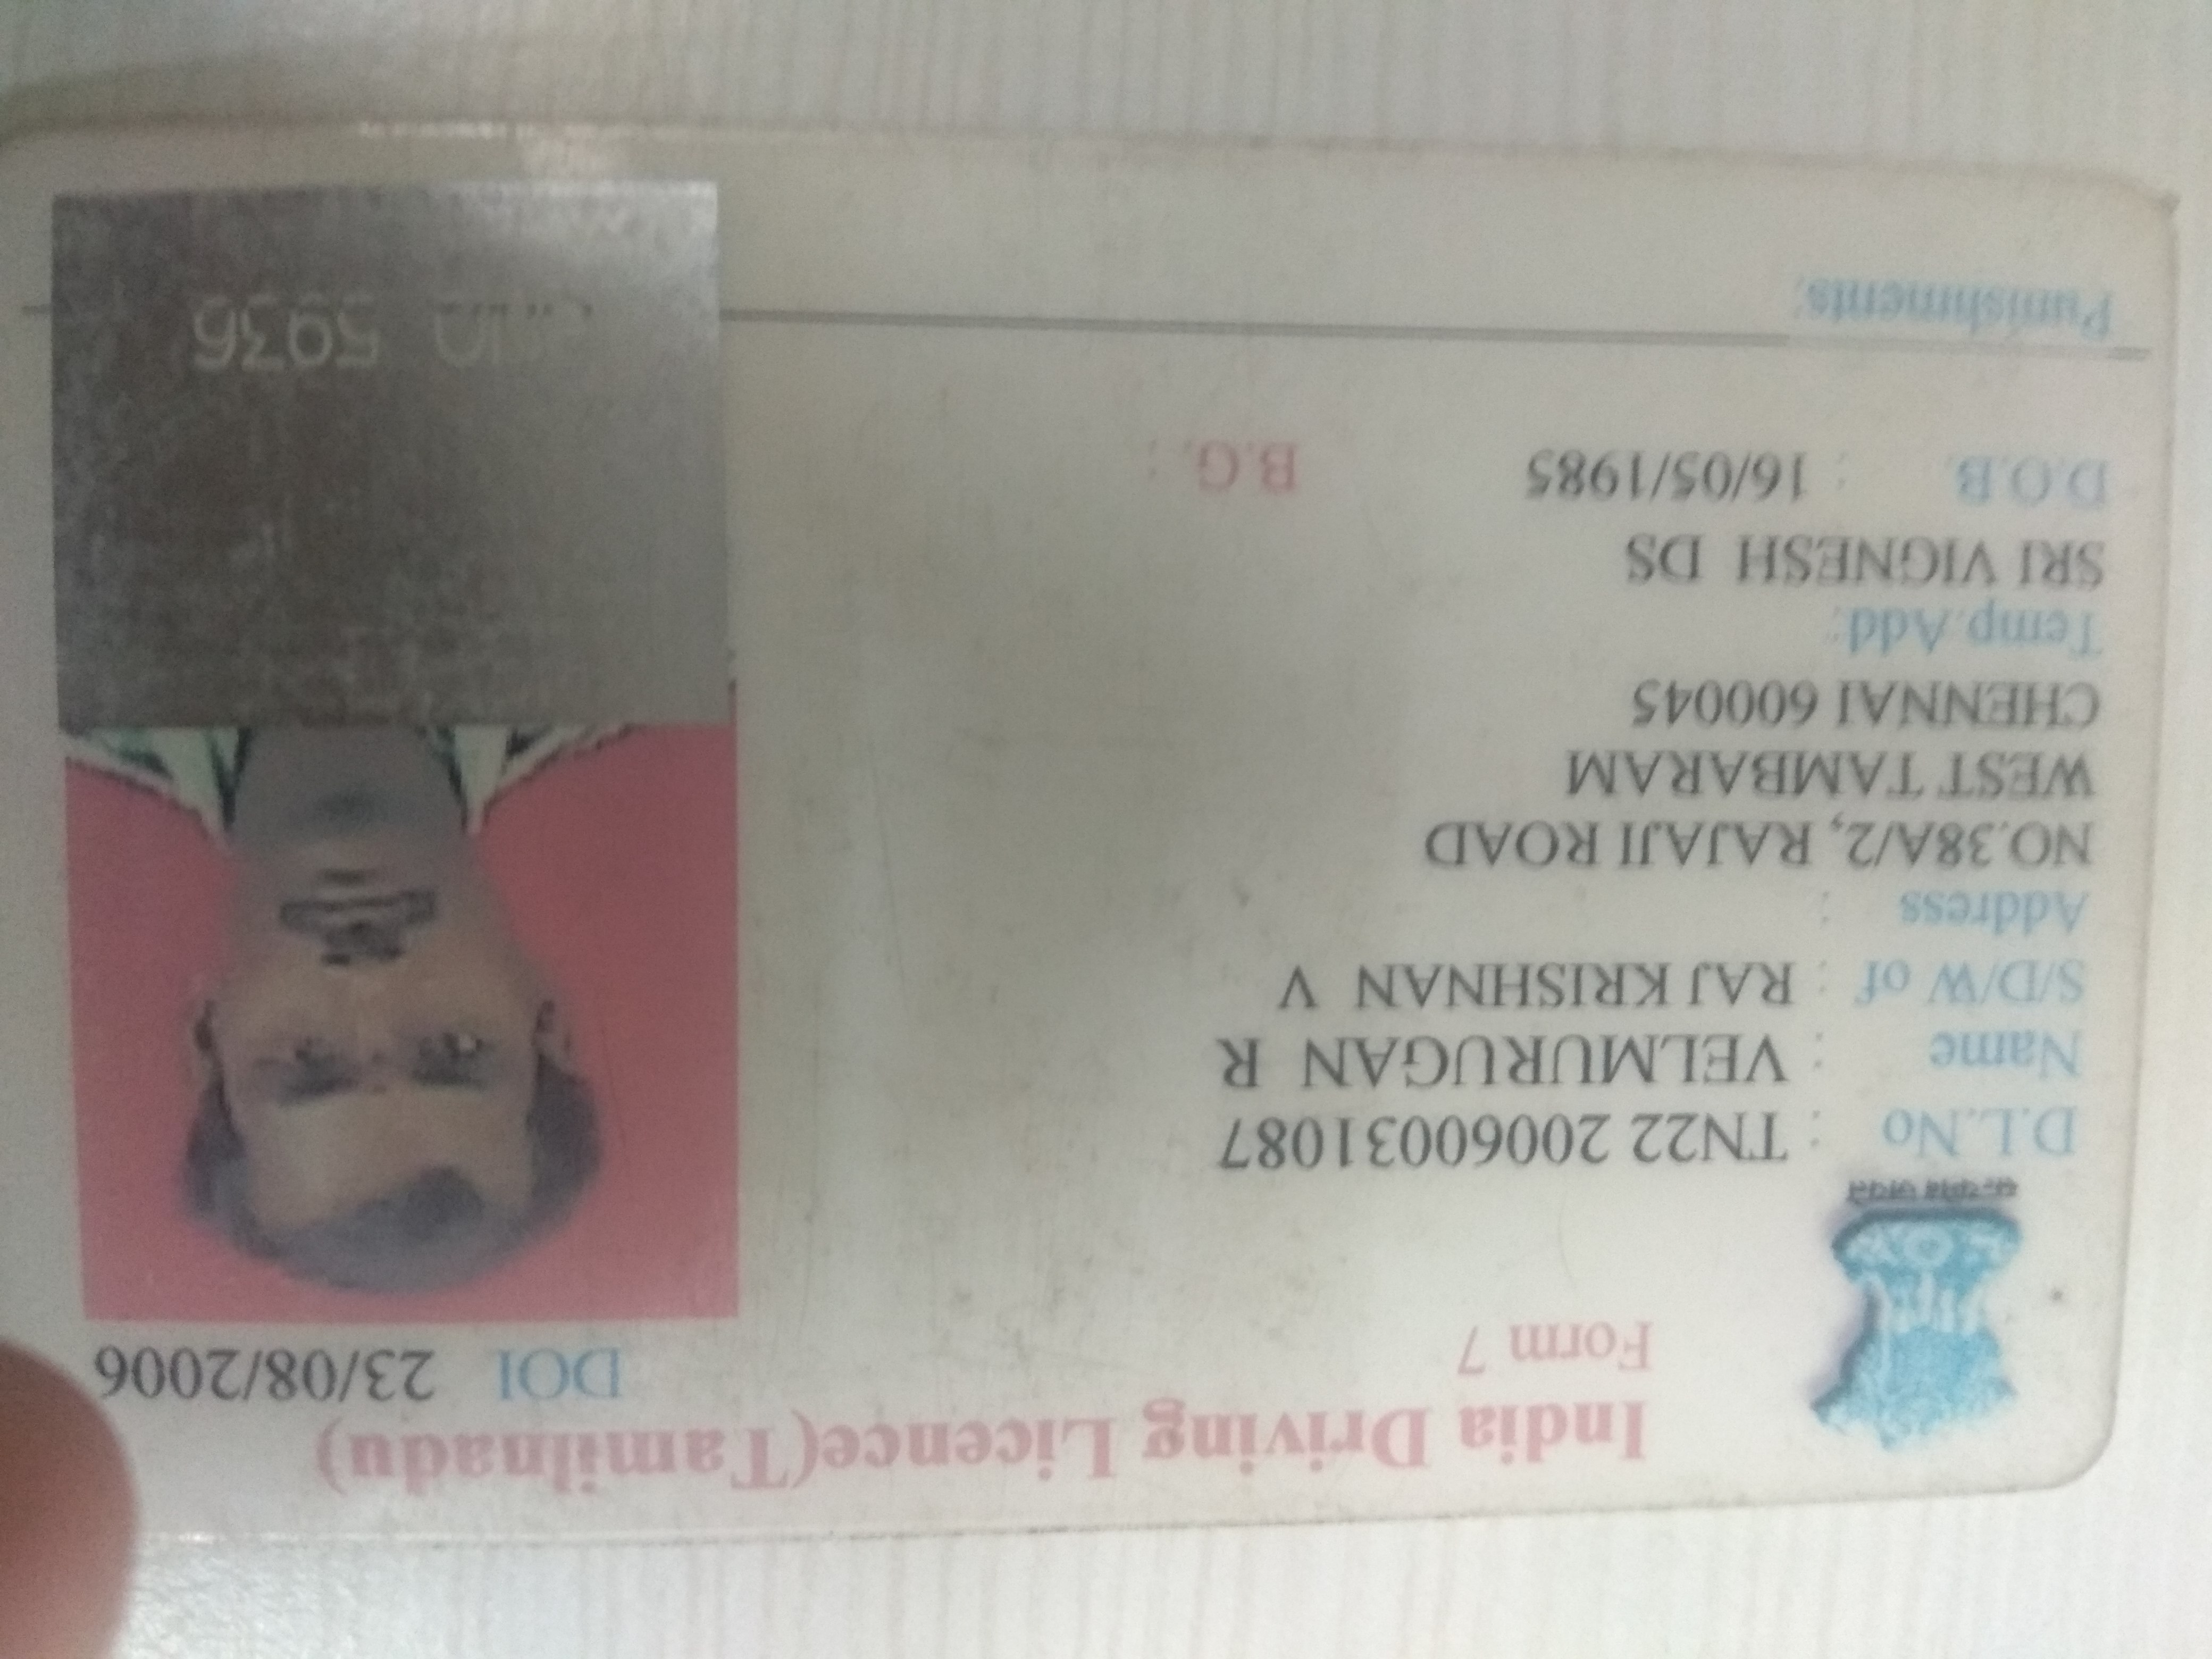 India Driving Licence(Tamilnadu)
Form 7
DOI 23/08/2006
D.L.No : TN22 20060031087
Name : VELMURUGAN R
S/D/W of : RAJ KRISHNAN V
Address :
NO.38A/2, RAJAJI ROAD
WEST TAMBARAM
CHENNAI 600045
Temp.Add:
SRI VIGNESH DS
D.O.B. : 16/05/1985 B.G. :
Punishments:
5936